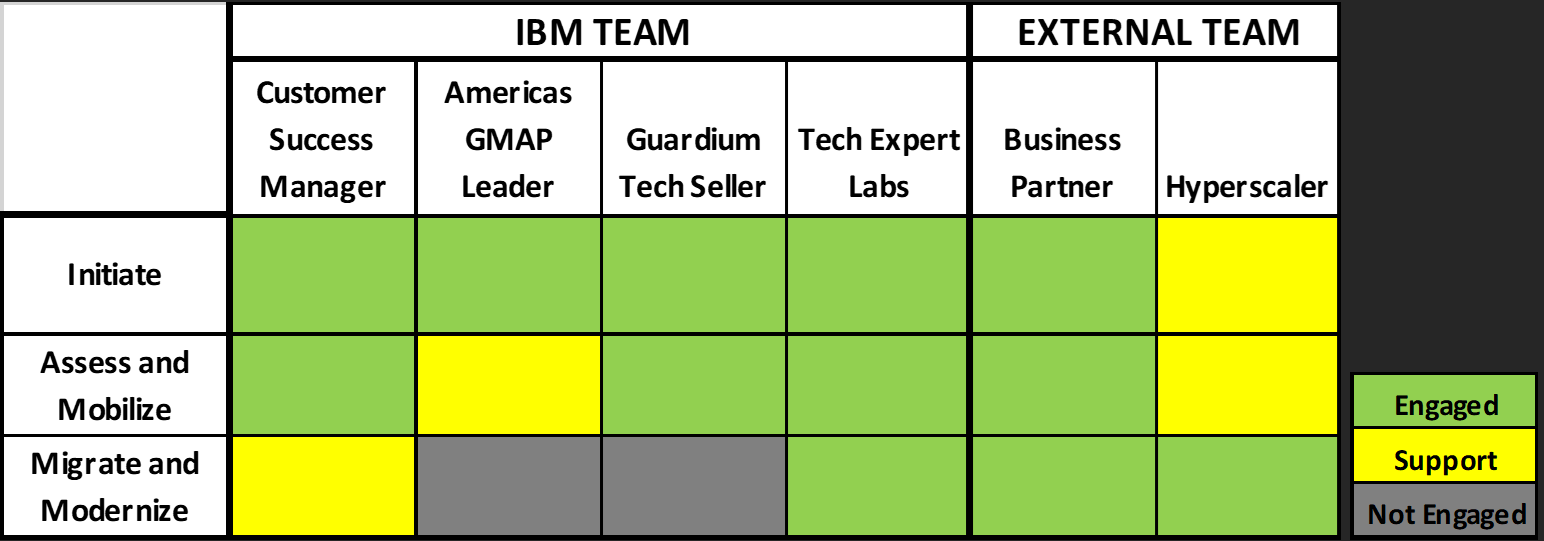 IBM TEAM
EXTERNAL TEAM
Customer
Success
Manager
Americas
GMAP
Leader
Guardium
Tech Seller
Tech Expert
Labs
Business
Partner
Hyperscaler
Initiate
Assess and
Mobilize
Migrate and
Modernize
Engaged
Support
Not Engaged